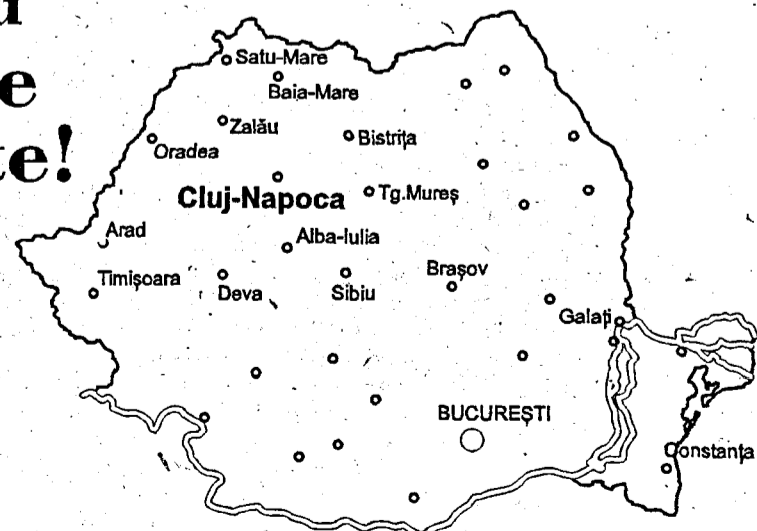 Satu-Mare
Baia-Mare
Zalău
Oradea
Bistrița
te!
Cluj-Napoca
Tg.Mureș
Arad
Alba-Iulia
Timișoara
Deva
Sibiu
Brașov
Galați
BUCUREȘTI
Constanța